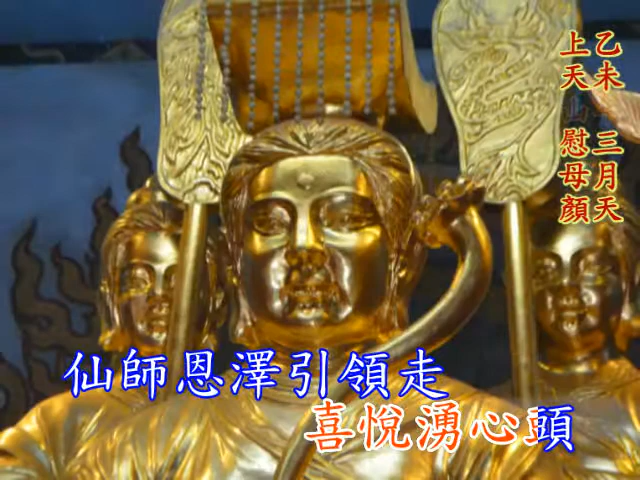 乙未 三月天
上天 慰母顏
仙師恩澤引領走
喜悅湧心頭